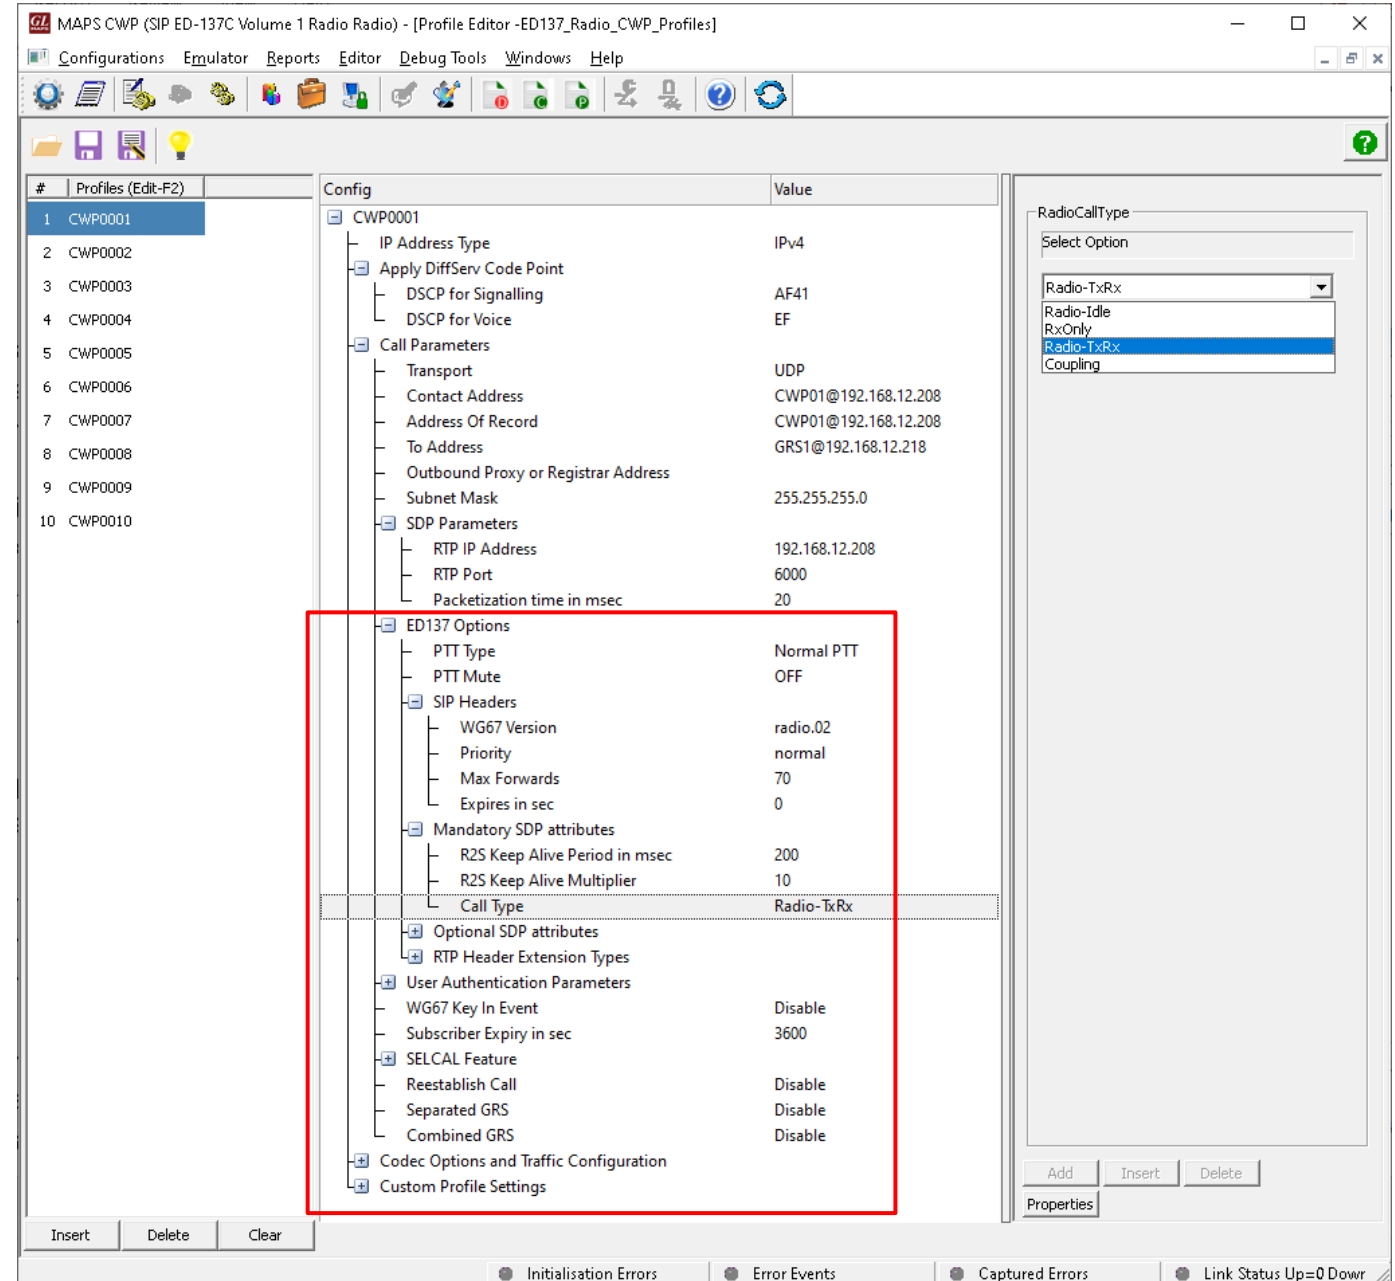 MAPS CWP (SIP ED-137C Volume 1 Radio Radio) - [Profile Editor -ED137_Radio_CWP_Profiles]
Configurations Emulator Reports Editor Debug Tools Windows Help
# Profiles (Edit-F2)
1 CWP0001
2 CWP0002
3 CWP0003
4 CWP0004
5 CWP0005
6 CWP0006
7 CWP0007
8 CWP0008
9 CWP0009
10 CWP0010
Insert Delete Clear
Config Value
CWP0001
IP Address Type IPv4
Apply DiffServ Code Point
DSCP for Signalling AF41
DSCP for Voice EF
Call Parameters
Transport UDP
Contact Address CWP01@192.168.12.208
Address Of Record CWP01@192.168.12.208
To Address GRS1@192.168.12.218
Outbound Proxy or Registrar Address
Subnet Mask 255.255.255.0
SDP Parameters
RTP IP Address 192.168.12.208
RTP Port 6000
Packetization time in msec 20
ED137 Options
PTT Type Normal PTT
PTT Mute OFF
SIP Headers
WG67 Version radio.02
Priority normal
Max Forwards 70
Expires in sec 0
Mandatory SDP attributes
R2S Keep Alive Period in msec 200
R2S Keep Alive Multiplier 10
Call Type Radio-TxRx
Optional SDP attributes
RTP Header Extension Types
User Authentication Parameters
WG67 Key In Event Disable
Subscriber Expiry in sec 3600
SELCAL Feature
Reestablish Call Disable
Separated GRS Disable
Combined GRS Disable
Codec Options and Traffic Configuration
Custom Profile Settings
RadioCallType
Select Option
Radio-TxRx
Radio-Idle
RxOnly
Radio-TxRx
Coupling
Add Insert Delete
Properties
Initialisation Errors Error Events Captured Errors Link Status Up=0 Dowr